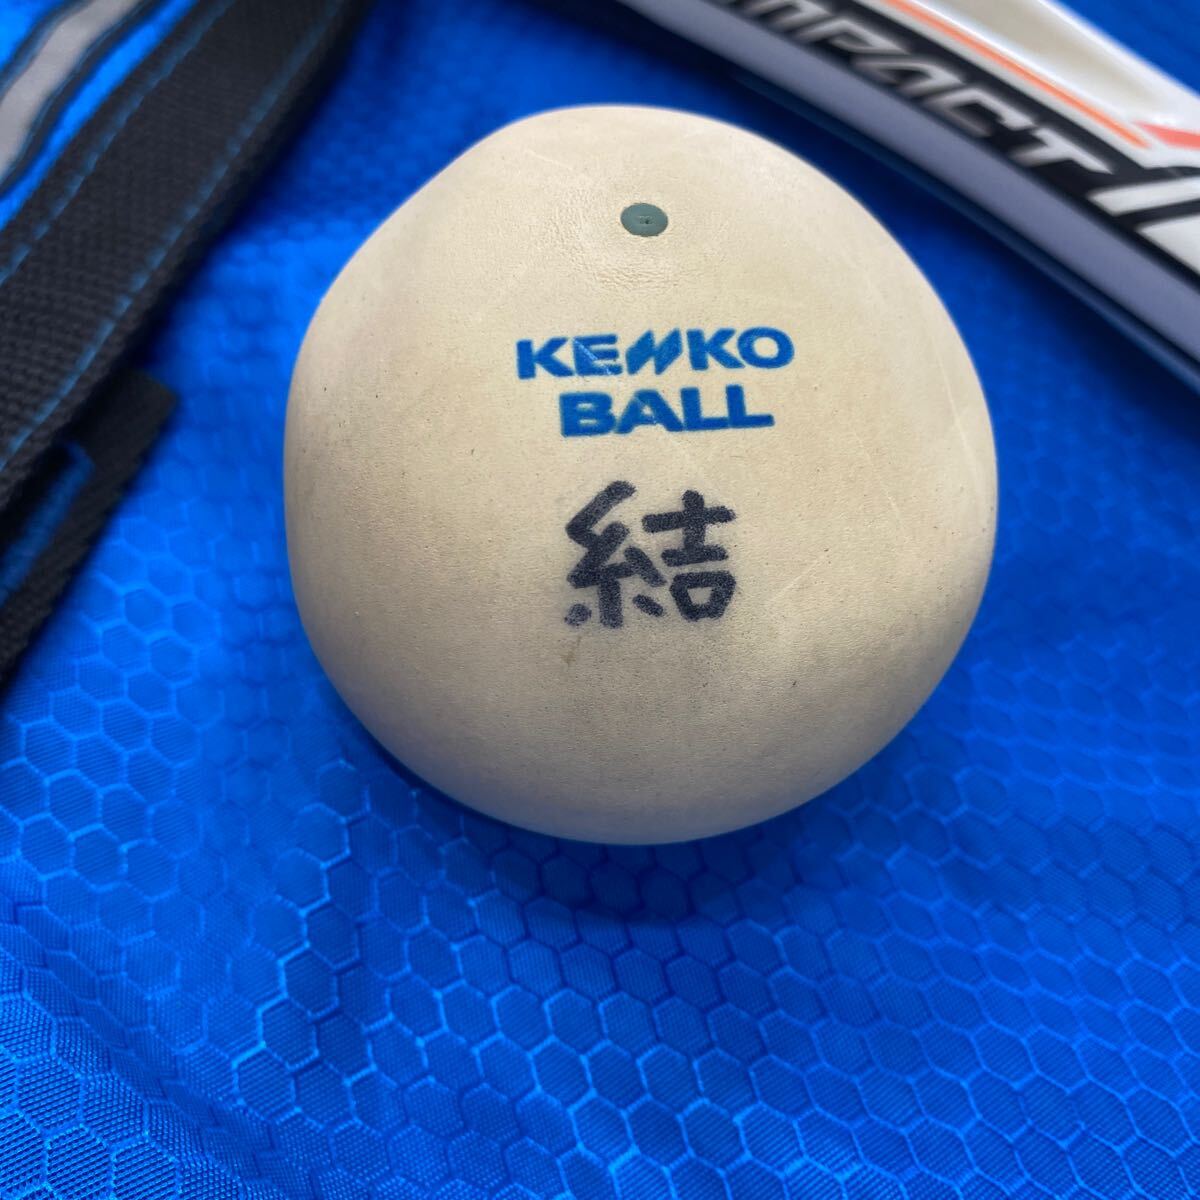 IMPACT
KENKO
BALL
結